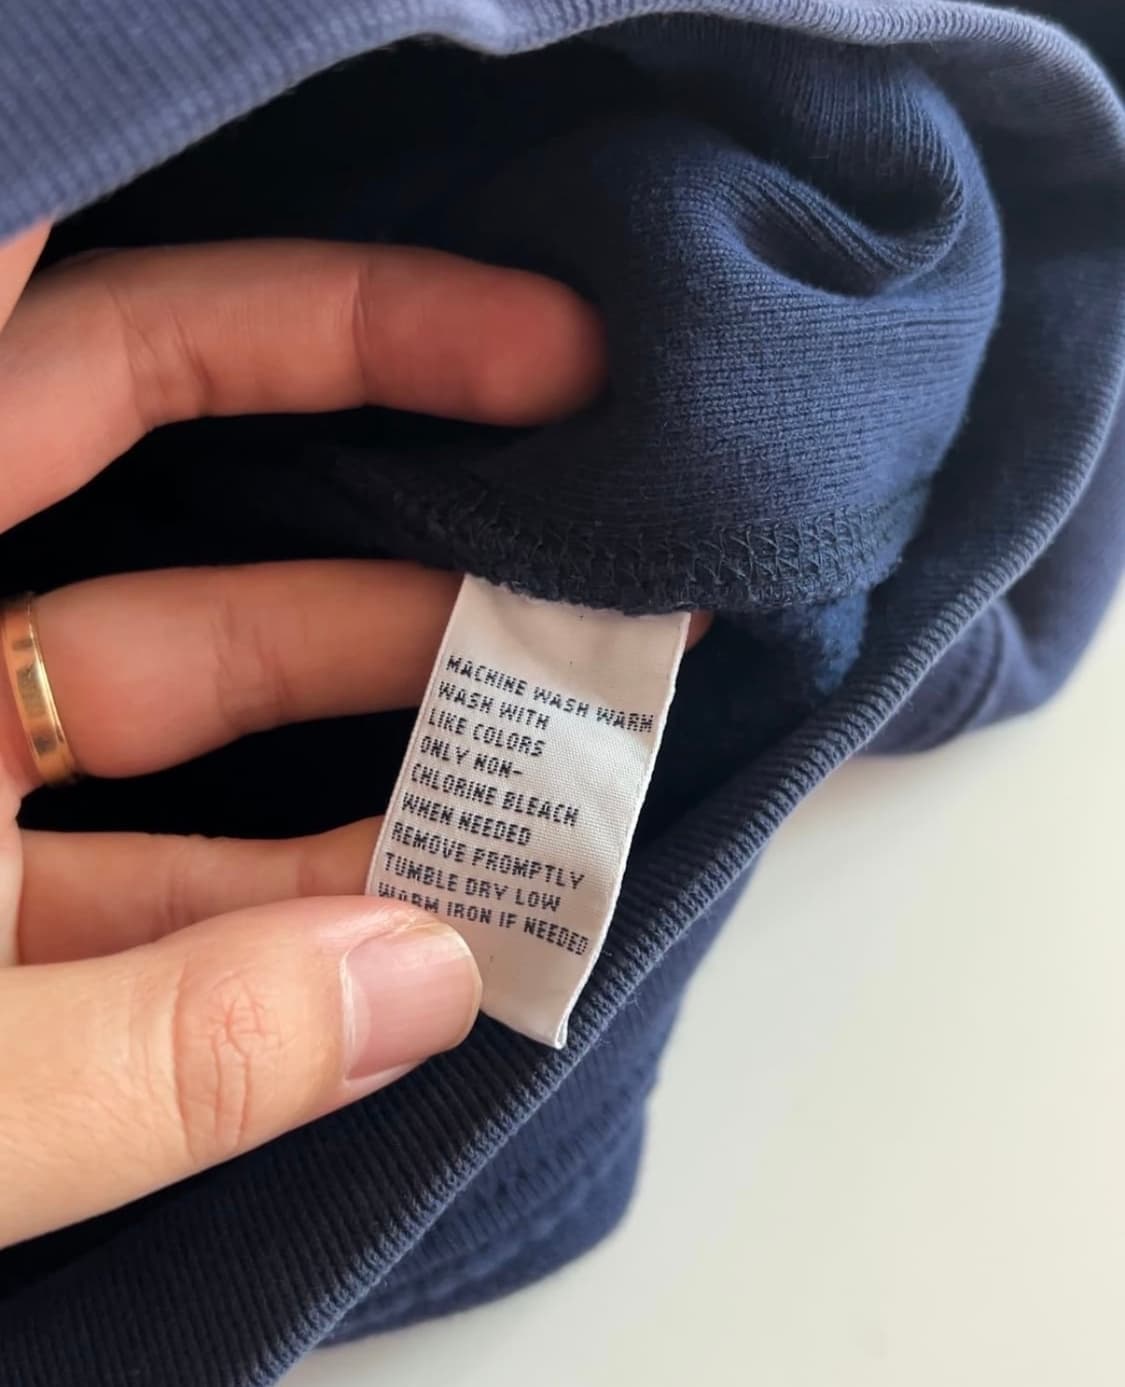 MACHINE WASH WARM
WASH WITH
LIKE COLORS
ONLY NON-
CHLORINE BLEACH
WHEN NEEDED
REMOVE PROMPTLY
TUMBLE DRY LOW
WARM IRON IF NEEDED